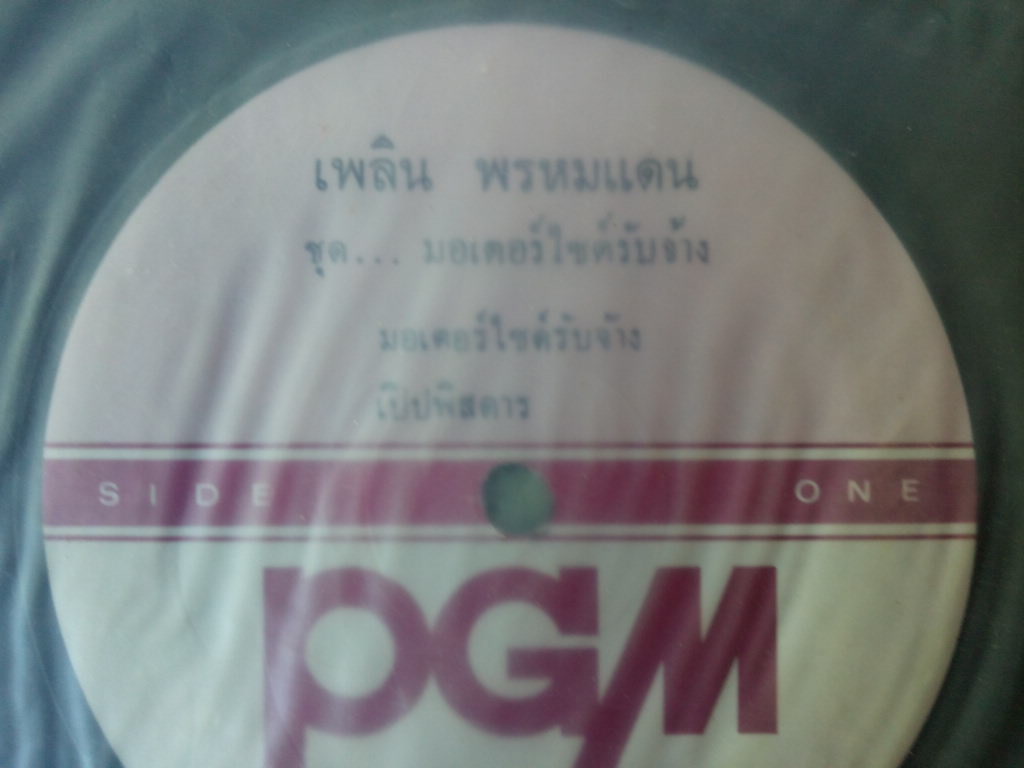 เพลิน พรหมแดน
ชุด... มอเตอร์ไซค์รับจ้าง
มอเตอร์ไซค์รับจ้าง
เป๊ปพิสดาร
SIDE ONE
PGM